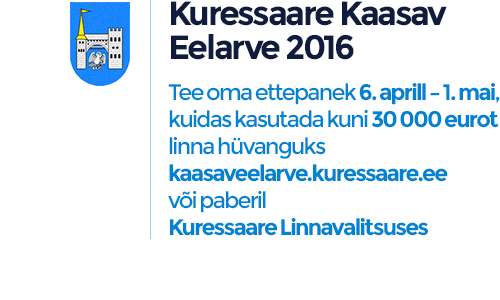 Kuressaare Kaasav
Eelarve 2016
Tee oma ettepanek 6. aprill – 1. mai,
kuidas kasutada kuni 30 000 eurot
linna hüvanguks
kaasaveelarve.kuressaare.ee
või paberil
Kuressaare Linnavalitsuses